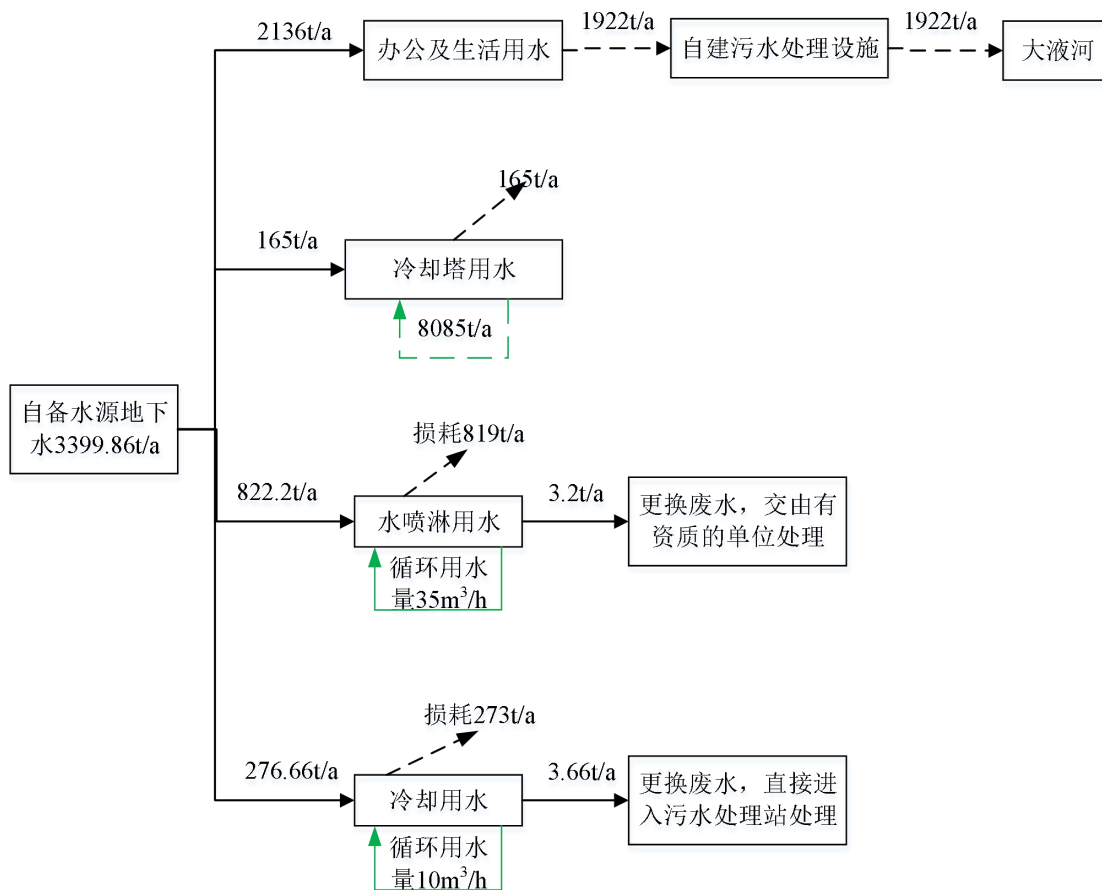 2136t/a
办公及生活用水
1922t/a
自建污水处理设施
1922t/a
大液河
165t/a
165t/a
冷却塔用水
8085t/a
自备水源地下
水3399.86t/a
822.2t/a
损耗819t/a
水喷淋用水
3.2t/a
更换废水，交由有
资质的单位处理
循环用水
量35m³/h
276.66t/a
损耗273t/a
冷却用水
3.66t/a
更换废水，直接进
入污水处理站处理
循环用水
量10m³/h